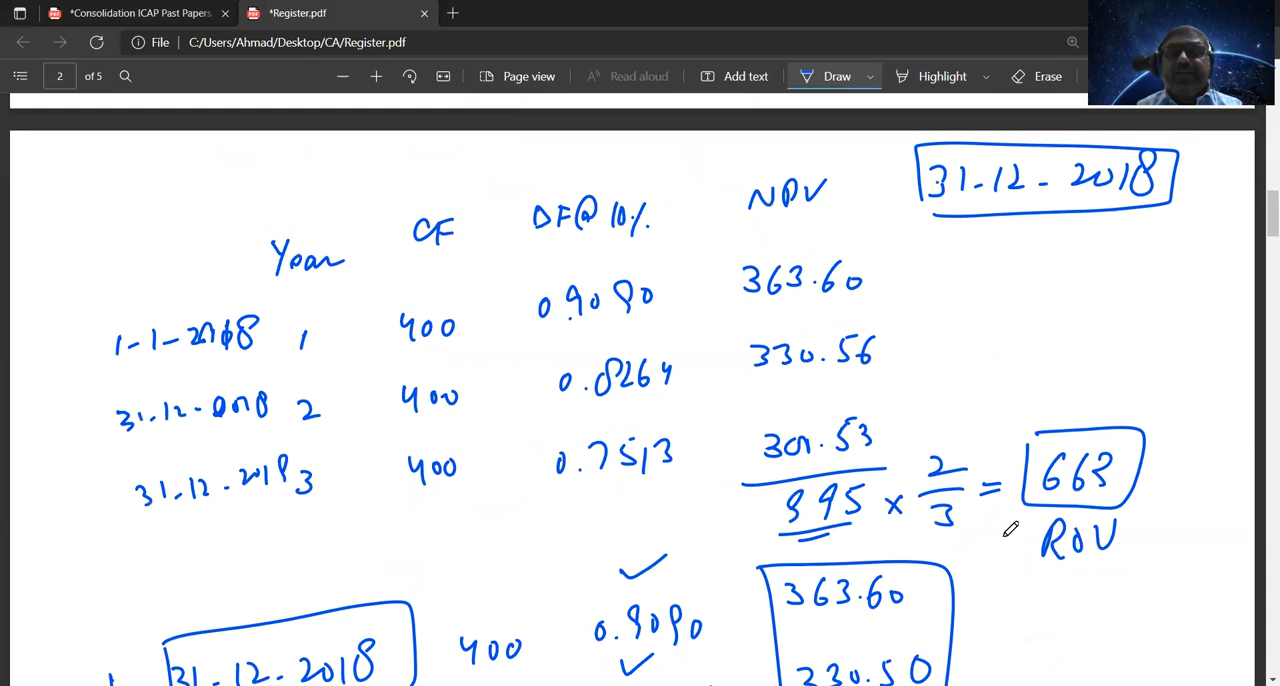 *Consolidation ICAP Past Papers.
*Register.pdf
File | C:/Users/Ahmad/Desktop/CA/Register.pdf
2 of 5
Page view
Read aloud
Add text
Draw
Highlight
Erase
31-12-2018
Year CF DF@10% NPV
1-1-2018 1 400 0.9090 363.60
31-12-2018 2 400 0.8264 330.56
31-12-2019 3 400 0.7513 301.53
995 x 2/3 = 663
ROU
31-12-2018 400 0.9090 363.60
330.50